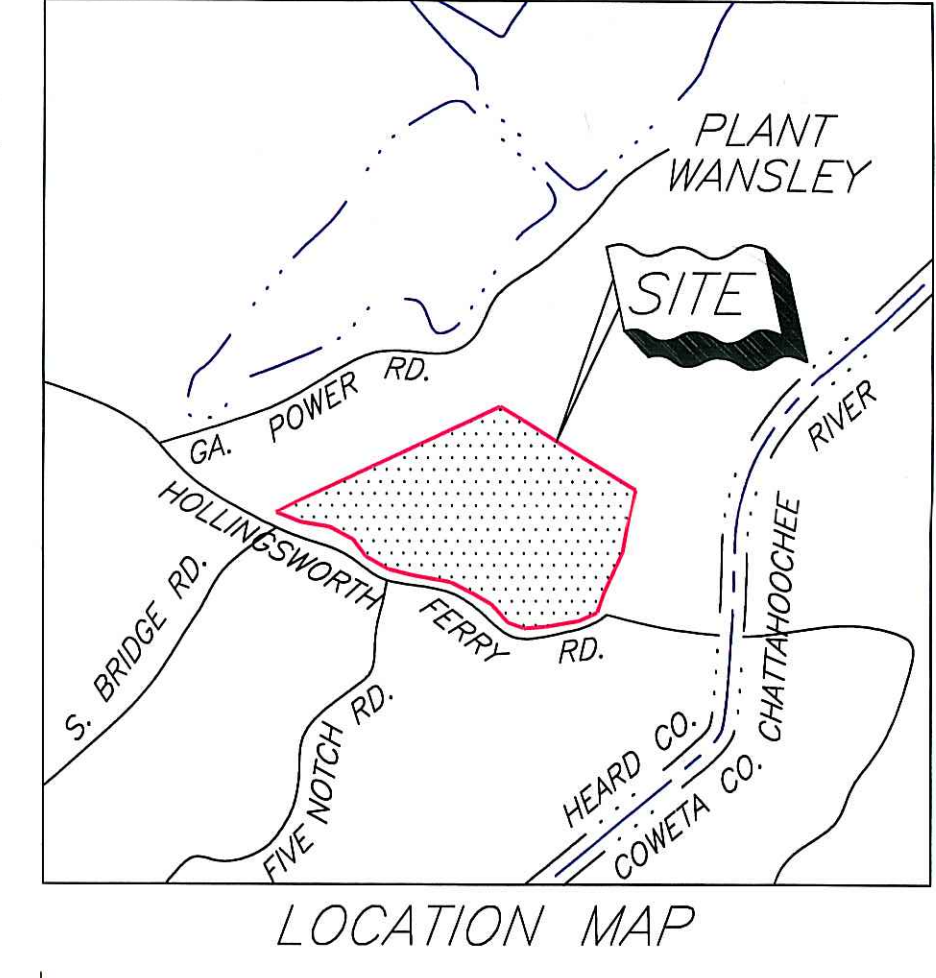 PLANT
WANSLEY
SITE
GA. POWER RD.
RIVER
HOLLINGSWORTH FERRY RD.
CHATTAHOOCHEE
S. BRIDGE RD.
FIVE NOTCH RD.
HEARD CO.
COWETA CO.
LOCATION MAP